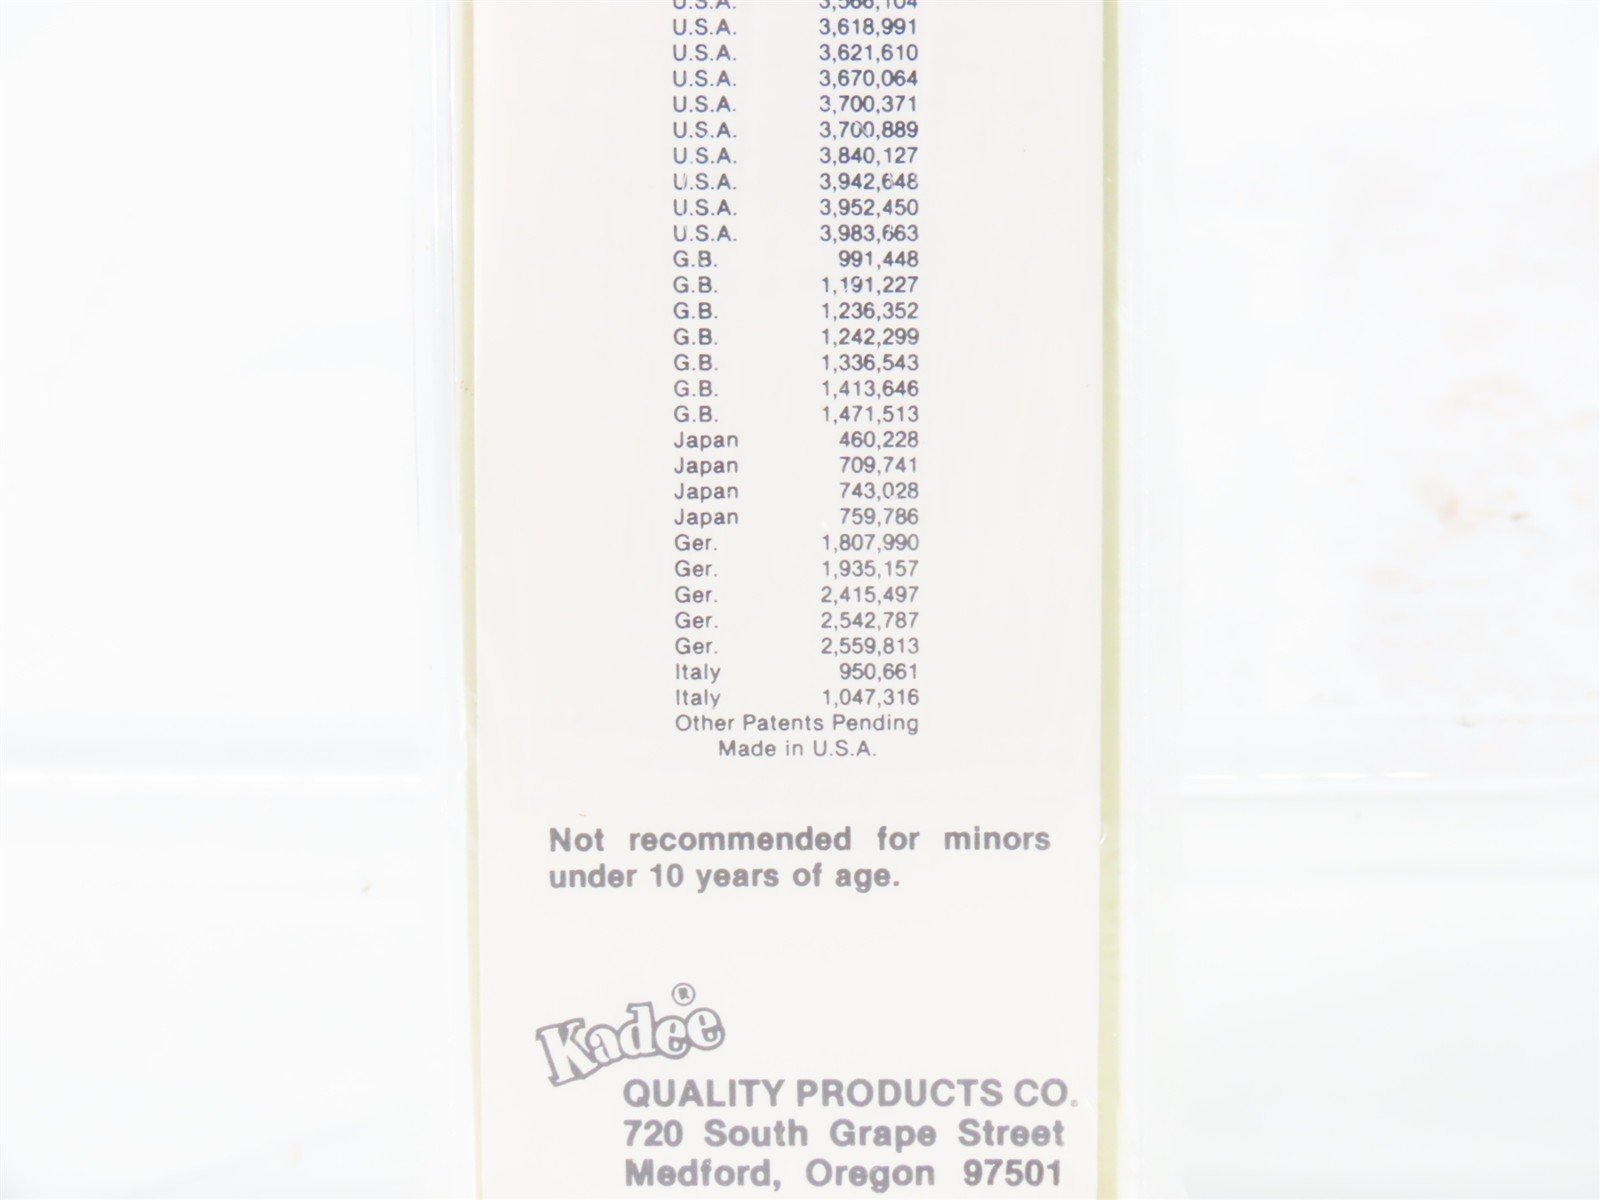 U.S.A. 3,566,104
U.S.A. 3,618,991
U.S.A. 3,621,610
U.S.A. 3,670,064
U.S.A. 3,700,371
U.S.A. 3,700,889
U.S.A. 3,840,127
U.S.A. 3,942,648
U.S.A. 3,952,450
U.S.A. 3,983,663
G.B. 991,448
G.B. 1,191,227
G.B. 1,236,352
G.B. 1,242,299
G.B. 1,336,543
G.B. 1,413,646
G.B. 1,471,513
Japan 460,228
Japan 709,741
Japan 743,028
Japan 759,786
Ger. 1,807,990
Ger. 1,935,157
Ger. 2,415,497
Ger. 2,542,787
Ger. 2,559,813
Italy 950,661
Italy 1,047,316
Other Patents Pending
Made in U.S.A.
Not recommended for minors
under 10 years of age.
Kadee®
QUALITY PRODUCTS CO.
720 South Grape Street
Medford, Oregon 97501